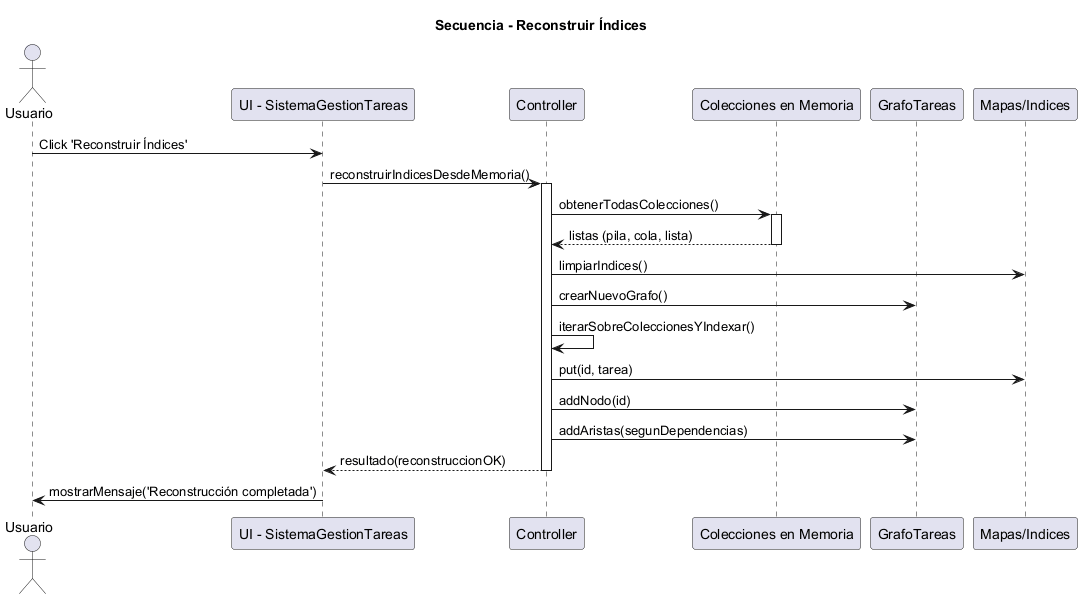 Secuencia - Reconstruir Índices
Usuario
UI - SistemaGestionTareas
Controller
Colecciones en Memoria
GrafoTareas
Mapas/Indices
Click 'Reconstruir Índices'
reconstruirIndicesDesdeMemoria()
obtenerTodasColecciones()
listas (pila, cola, lista)
limpiarIndices()
crearNuevoGrafo()
iterarSobreColeccionesYIndexar()
put(id, tarea)
addNodo(id)
addAristas(segunDependencias)
resultado(reconstruccionOK)
mostrarMensaje('Reconstrucción completada')
Usuario
UI - SistemaGestionTareas
Controller
Colecciones en Memoria
GrafoTareas
Mapas/Indices